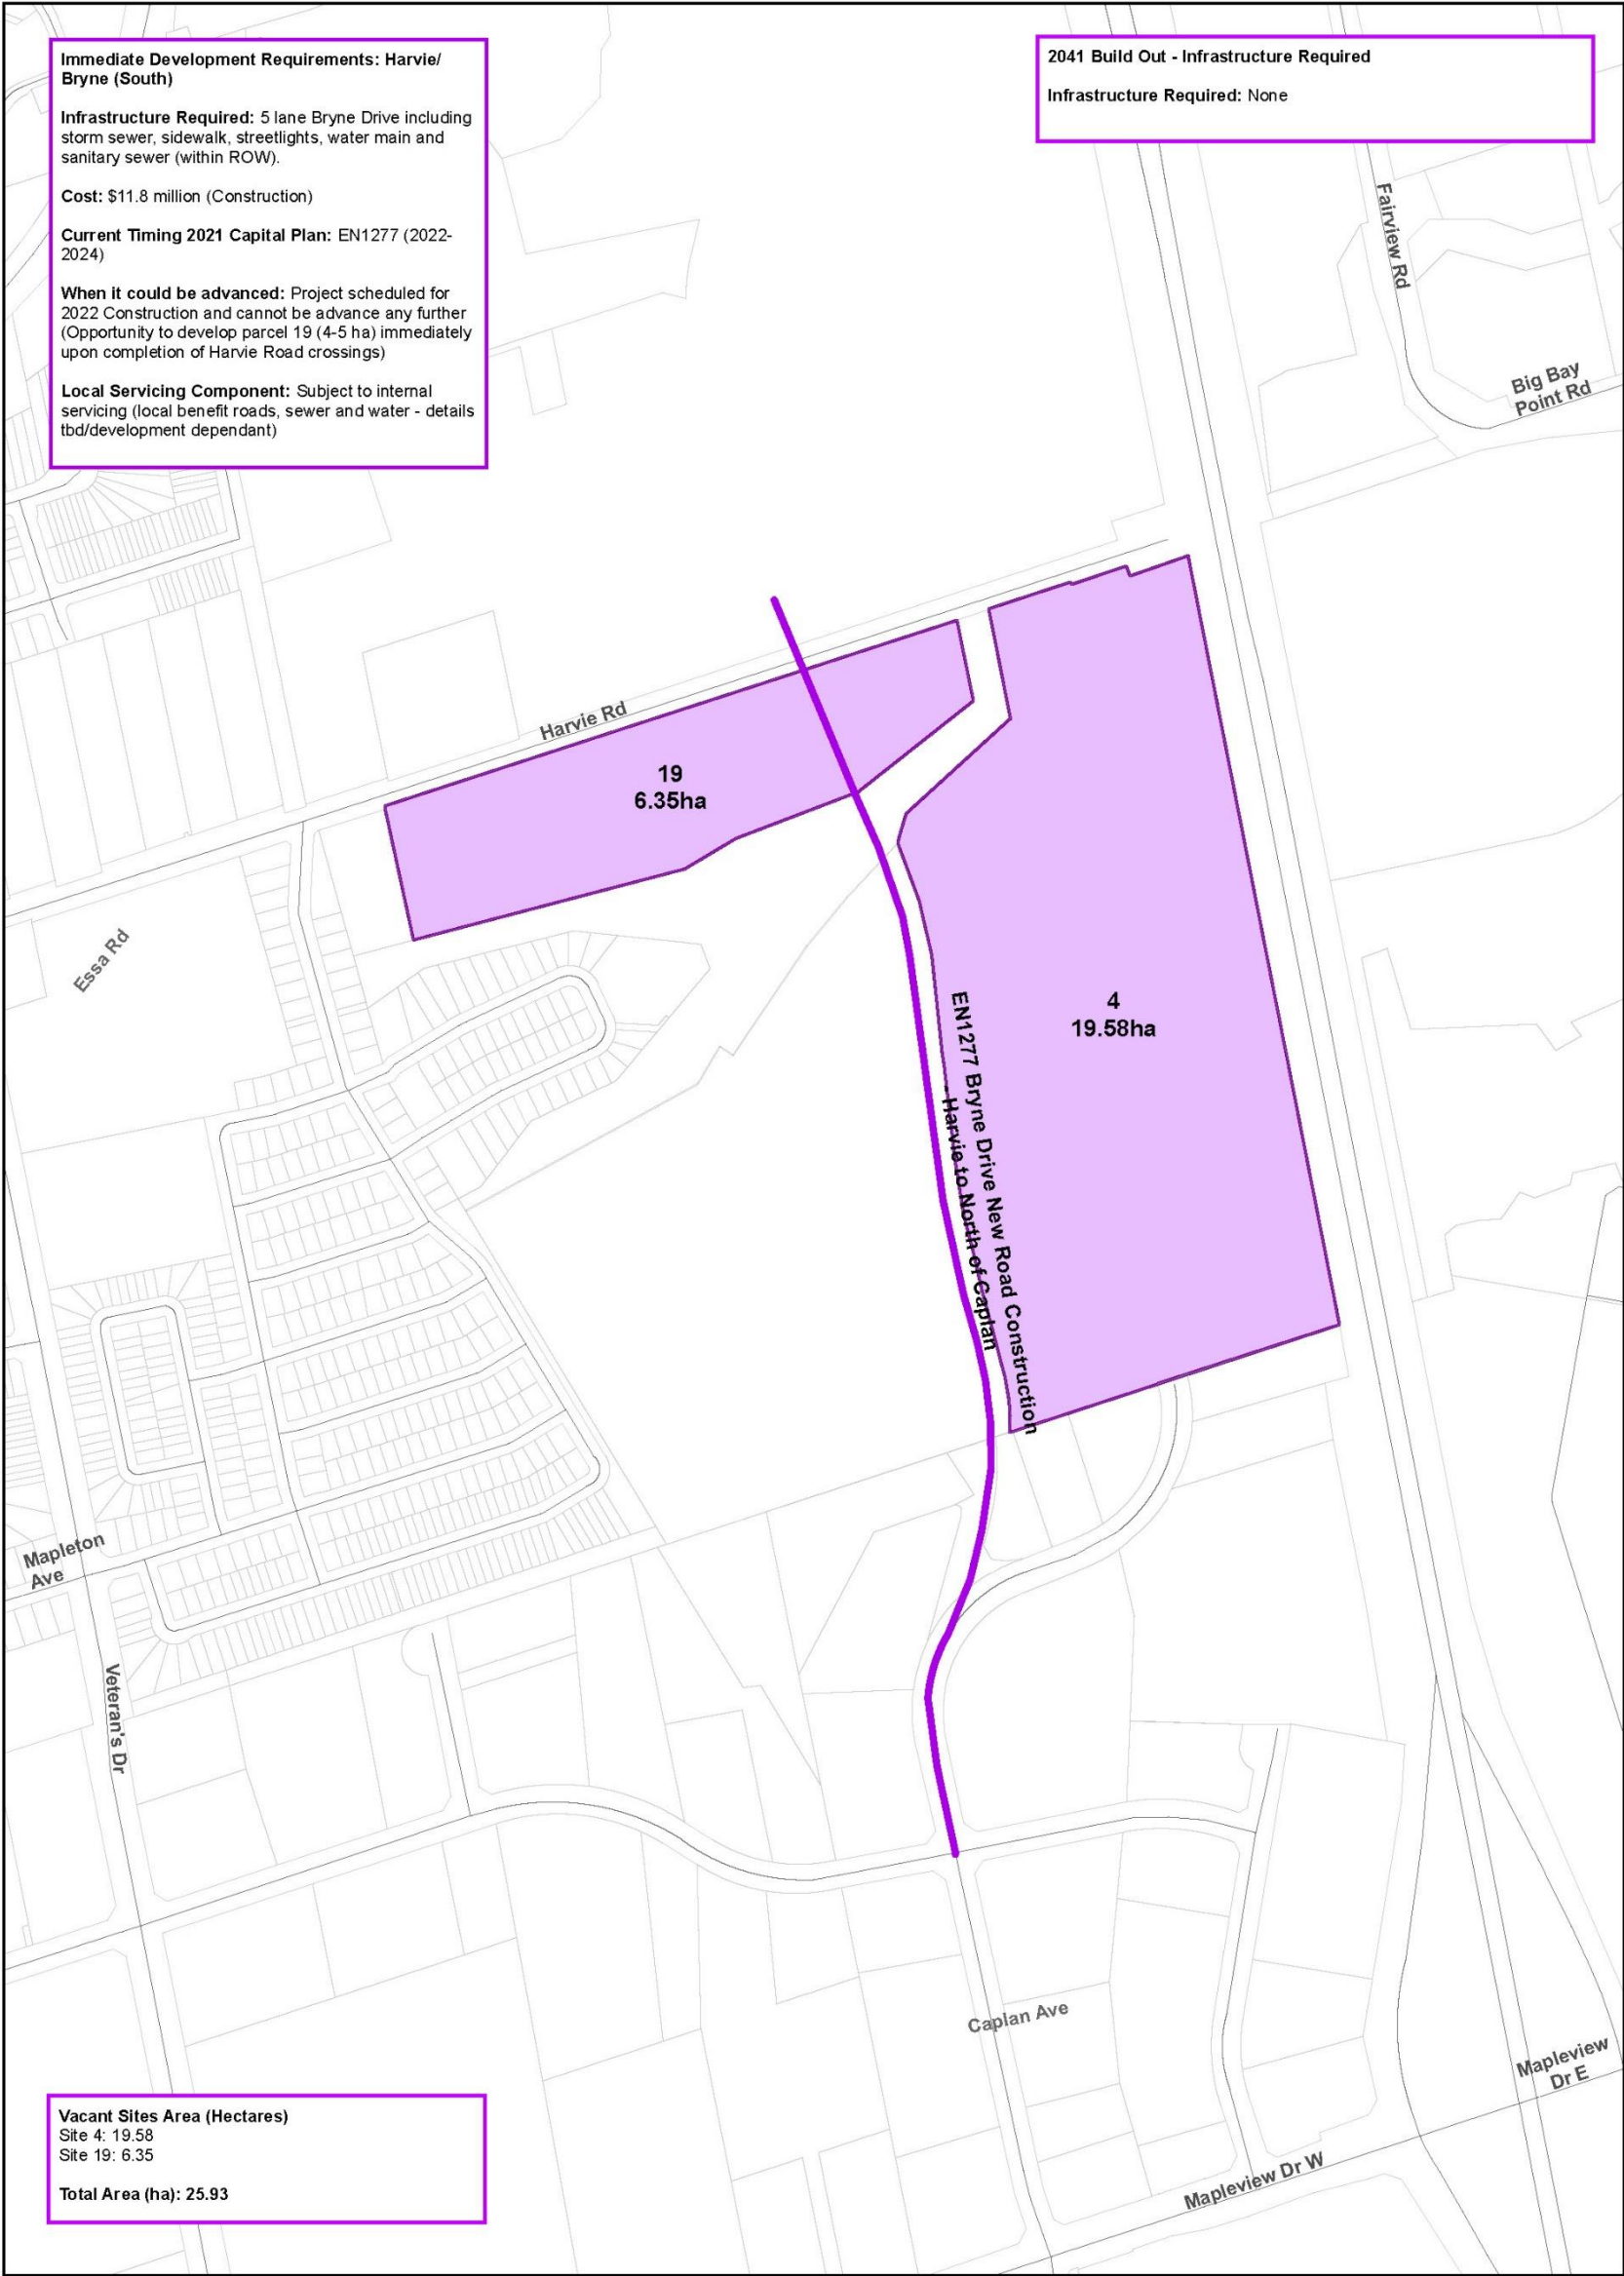 Immediate Development Requirements: Harvie/
Bryne (South)
Infrastructure Required: 5 lane Bryne Drive including
storm sewer, sidewalk, streetlights, water main and
sanitary sewer (within ROW).
Cost: $11.8 million (Construction)
Current Timing 2021 Capital Plan: EN1277 (2022-
2024)
When it could be advanced: Project scheduled for
2022 Construction and cannot be advance any further
(Opportunity to develop parcel 19 (4-5 ha) immediately
upon completion of Harvie Road crossings)
Local Servicing Component: Subject to internal
servicing (local benefit roads, sewer and water - details
tbd/development dependant)
2041 Build Out - Infrastructure Required
Infrastructure Required: None
Fairview Rd
Big Bay
Point Rd
Harvie Rd
19
6.35ha
Essa Rd
4
19.58ha
EN1277 Bryne Drive New Road Construction
- Harvie to North of Caplan
Mapleton
Ave
Veteran's Dr
Caplan Ave
Mapleview
Dr E
Mapleview Dr W
Vacant Sites Area (Hectares)
Site 4: 19.58
Site 19: 6.35
Total Area (ha): 25.93